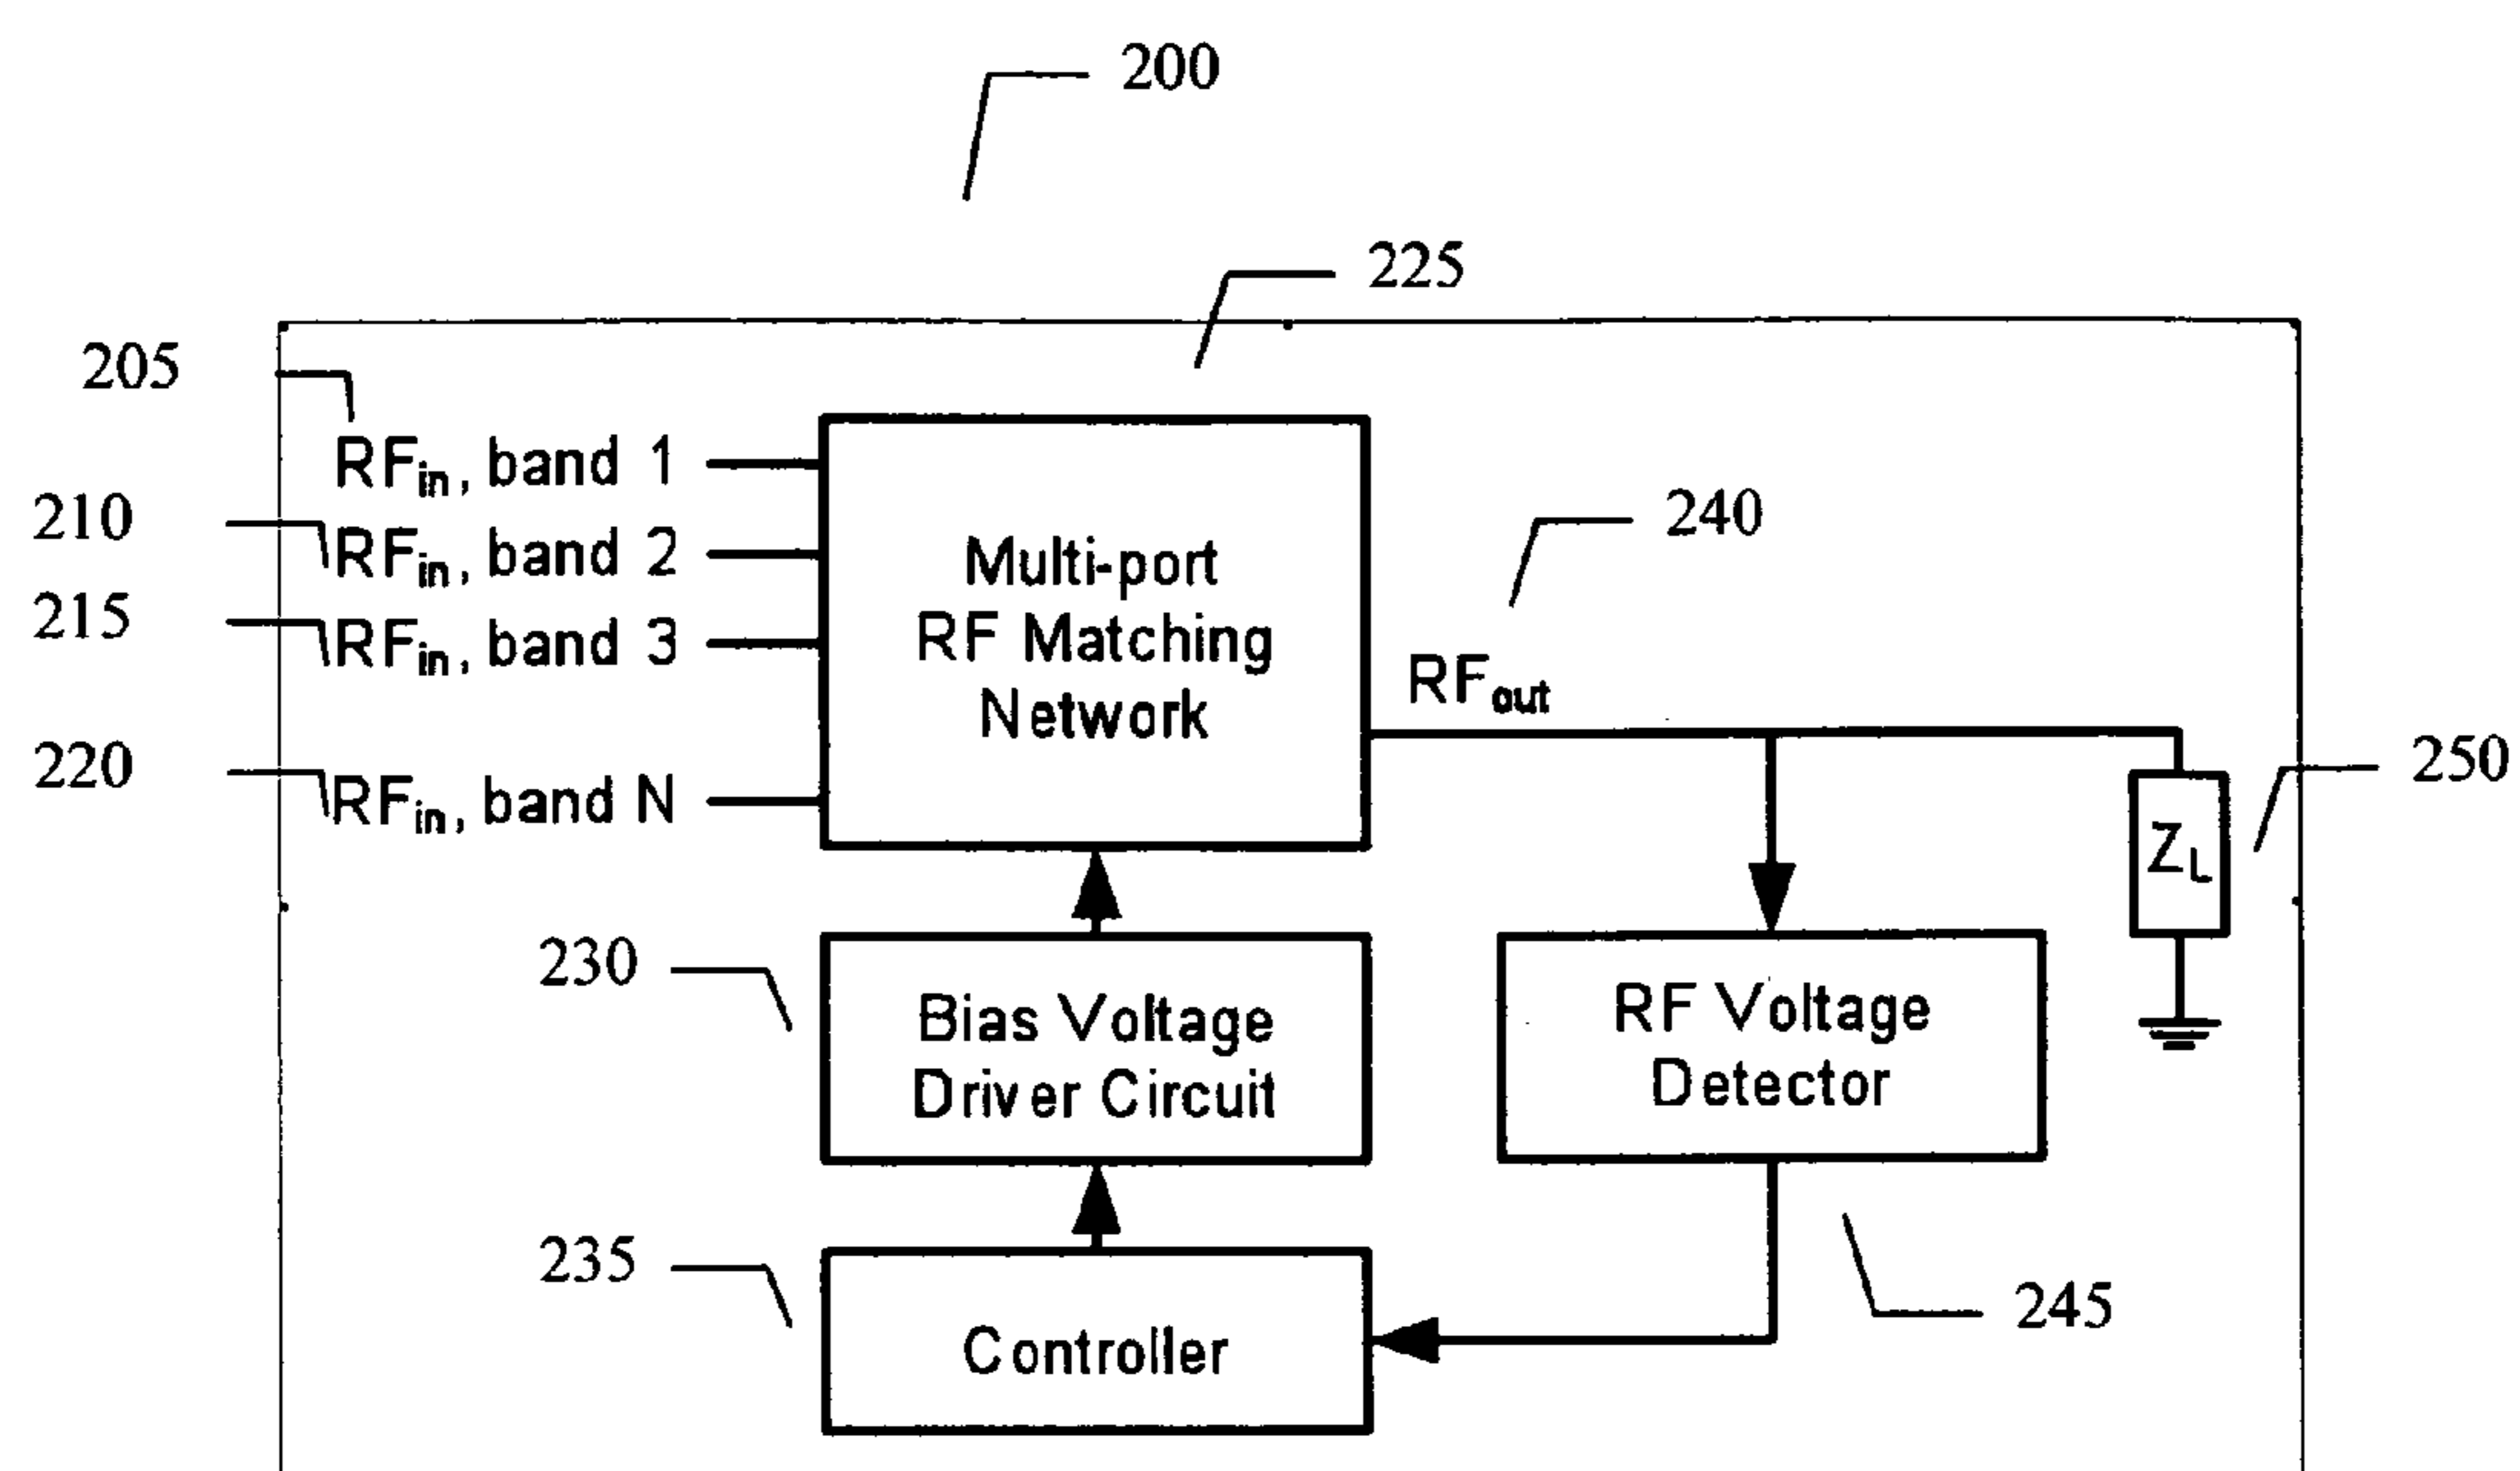 200
225
205
RFin, band 1
210
RFin, band 2
215
RFin, band 3
220
RFin, band N
Multi-port
RF Matching
Network
240
RFout
250
ZL
230
Bias Voltage
Driver Circuit
RF Voltage
Detector
235
Controller
245